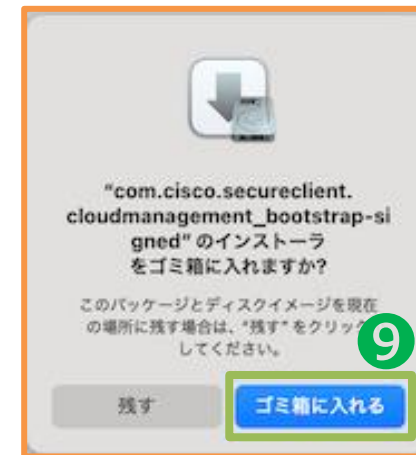 "com.cisco.secureclient.
cloudmanagement_bootstrap-si
gned"のインストーラ
をゴミ箱に入れますか?
このパッケージとディスクイメージを現在
の場所に残す場合は、"残す"をクリック
してください。
9
残す
ゴミ箱に入れる